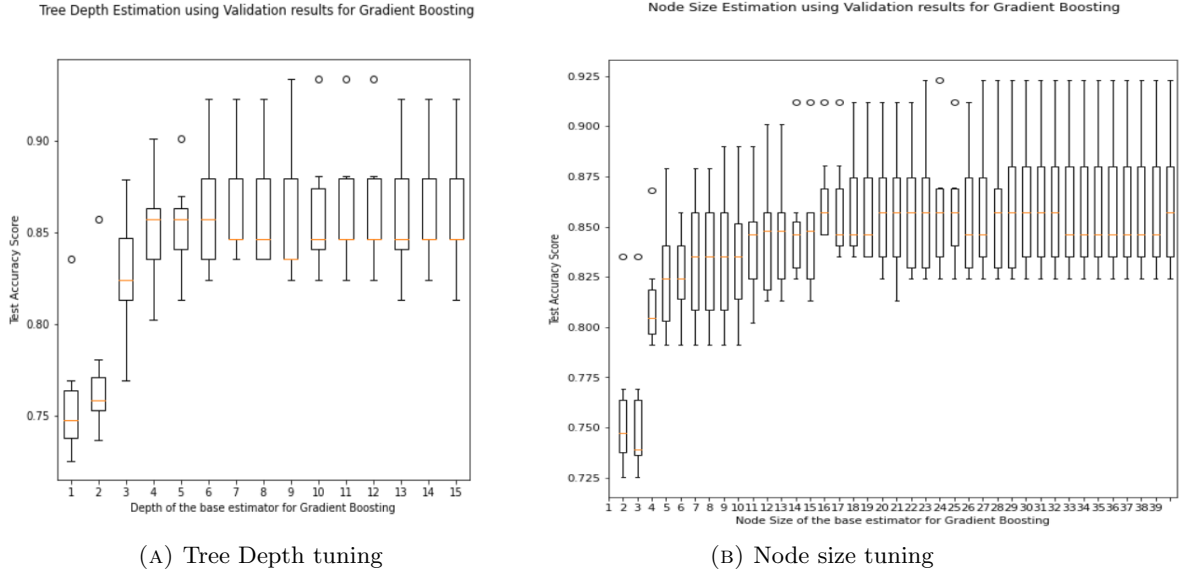 Tree Depth Estimation using Validation results for Gradient Boosting
Test Accuracy Score
0.90
0.85
0.80
0.75
1 2 3 4 5 6 7 8 9 10 11 12 13 14 15
Depth of the base estimator for Gradient Boosting
(A) Tree Depth tuning
Node Size Estimation using Validation results for Gradient Boosting
Test Accuracy Score
0.925
0.900
0.875
0.850
0.825
0.800
0.775
0.750
0.725
1 2 3 4 5 6 7 8 9 10 11 12 13 14 15 16 17 18 19 20 21 22 23 24 25 26 27 28 29 30 31 32 33 34 35 36 37 38 39
Node Size of the base estimator for Gradient Boosting
(B) Node size tuning